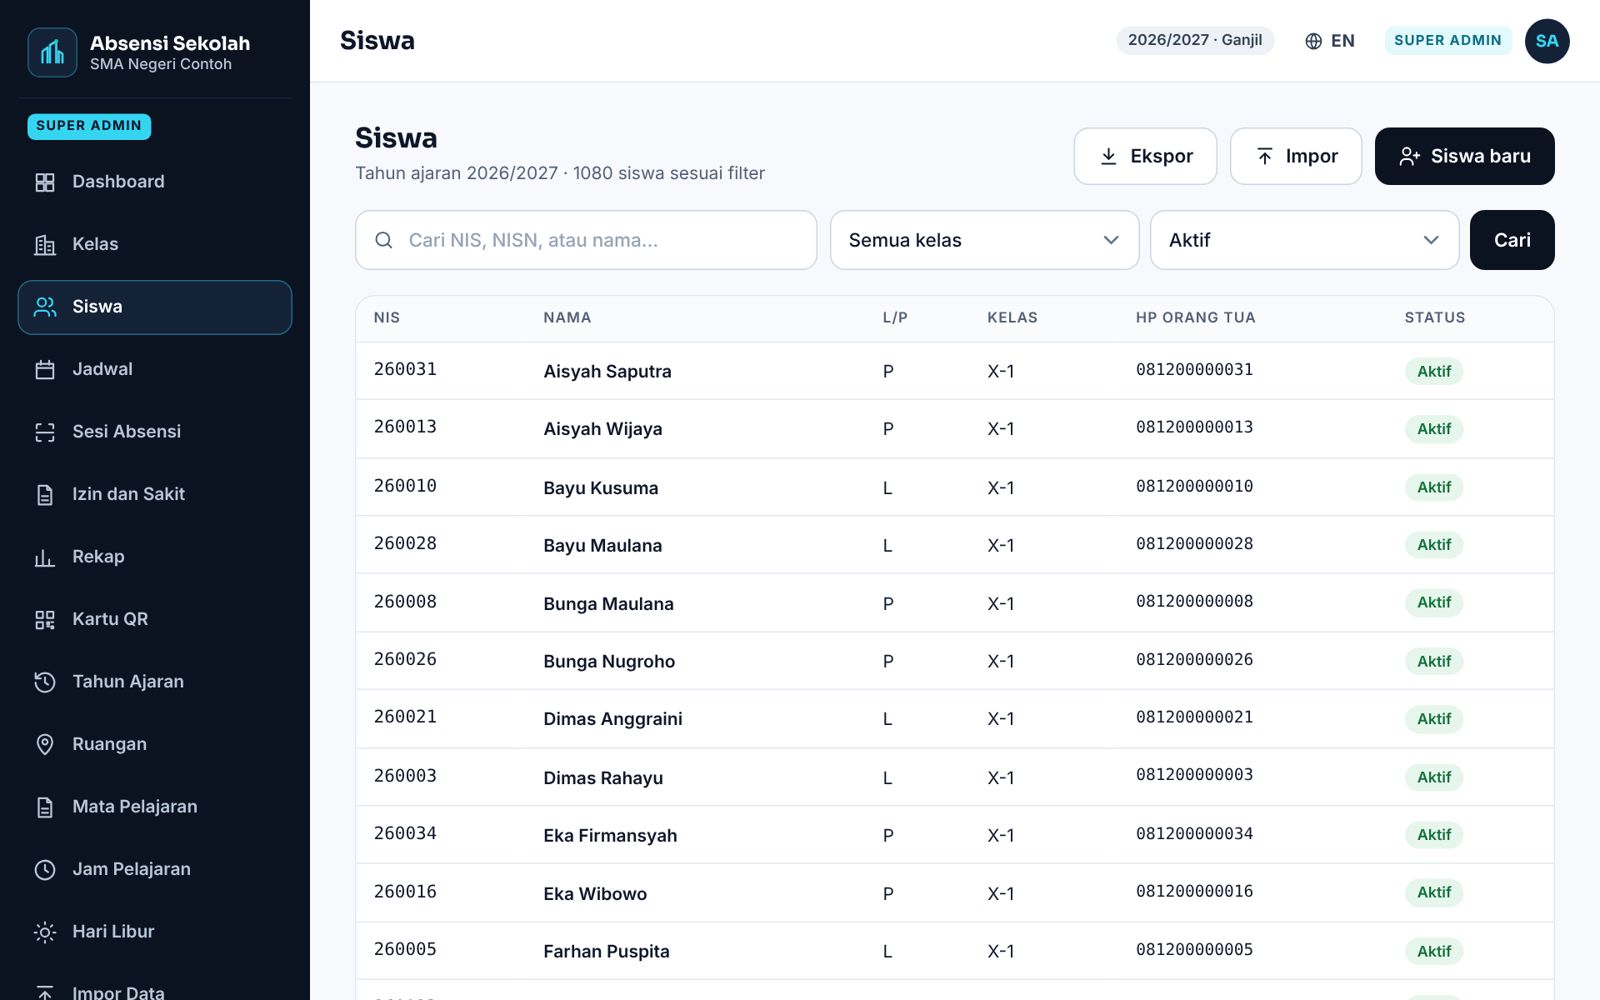 Absensi Sekolah
SMA Negeri Contoh
SUPER ADMIN
Dashboard
Kelas
Siswa
Jadwal
Sesi Absensi
Izin dan Sakit
Rekap
Kartu QR
Tahun Ajaran
Ruangan
Mata Pelajaran
Jam Pelajaran
Hari Libur
Impor Data
Siswa
2026/2027 · Ganjil
EN
SUPER ADMIN
SA
Siswa
Tahun ajaran 2026/2027 · 1080 siswa sesuai filter
Ekspor
Impor
Siswa baru
Cari NIS, NISN, atau nama...
Semua kelas
Aktif
Cari
NIS NAMA L/P KELAS HP ORANG TUA STATUS
260031 Aisyah Saputra P X-1 081200000031 Aktif
260013 Aisyah Wijaya P X-1 081200000013 Aktif
260010 Bayu Kusuma L X-1 081200000010 Aktif
260028 Bayu Maulana L X-1 081200000028 Aktif
260008 Bunga Maulana P X-1 081200000008 Aktif
260026 Bunga Nugroho P X-1 081200000026 Aktif
260021 Dimas Anggraini L X-1 081200000021 Aktif
260003 Dimas Rahayu L X-1 081200000003 Aktif
260034 Eka Firmansyah P X-1 081200000034 Aktif
260016 Eka Wibowo P X-1 081200000016 Aktif
260005 Farhan Puspita L X-1 081200000005 Aktif